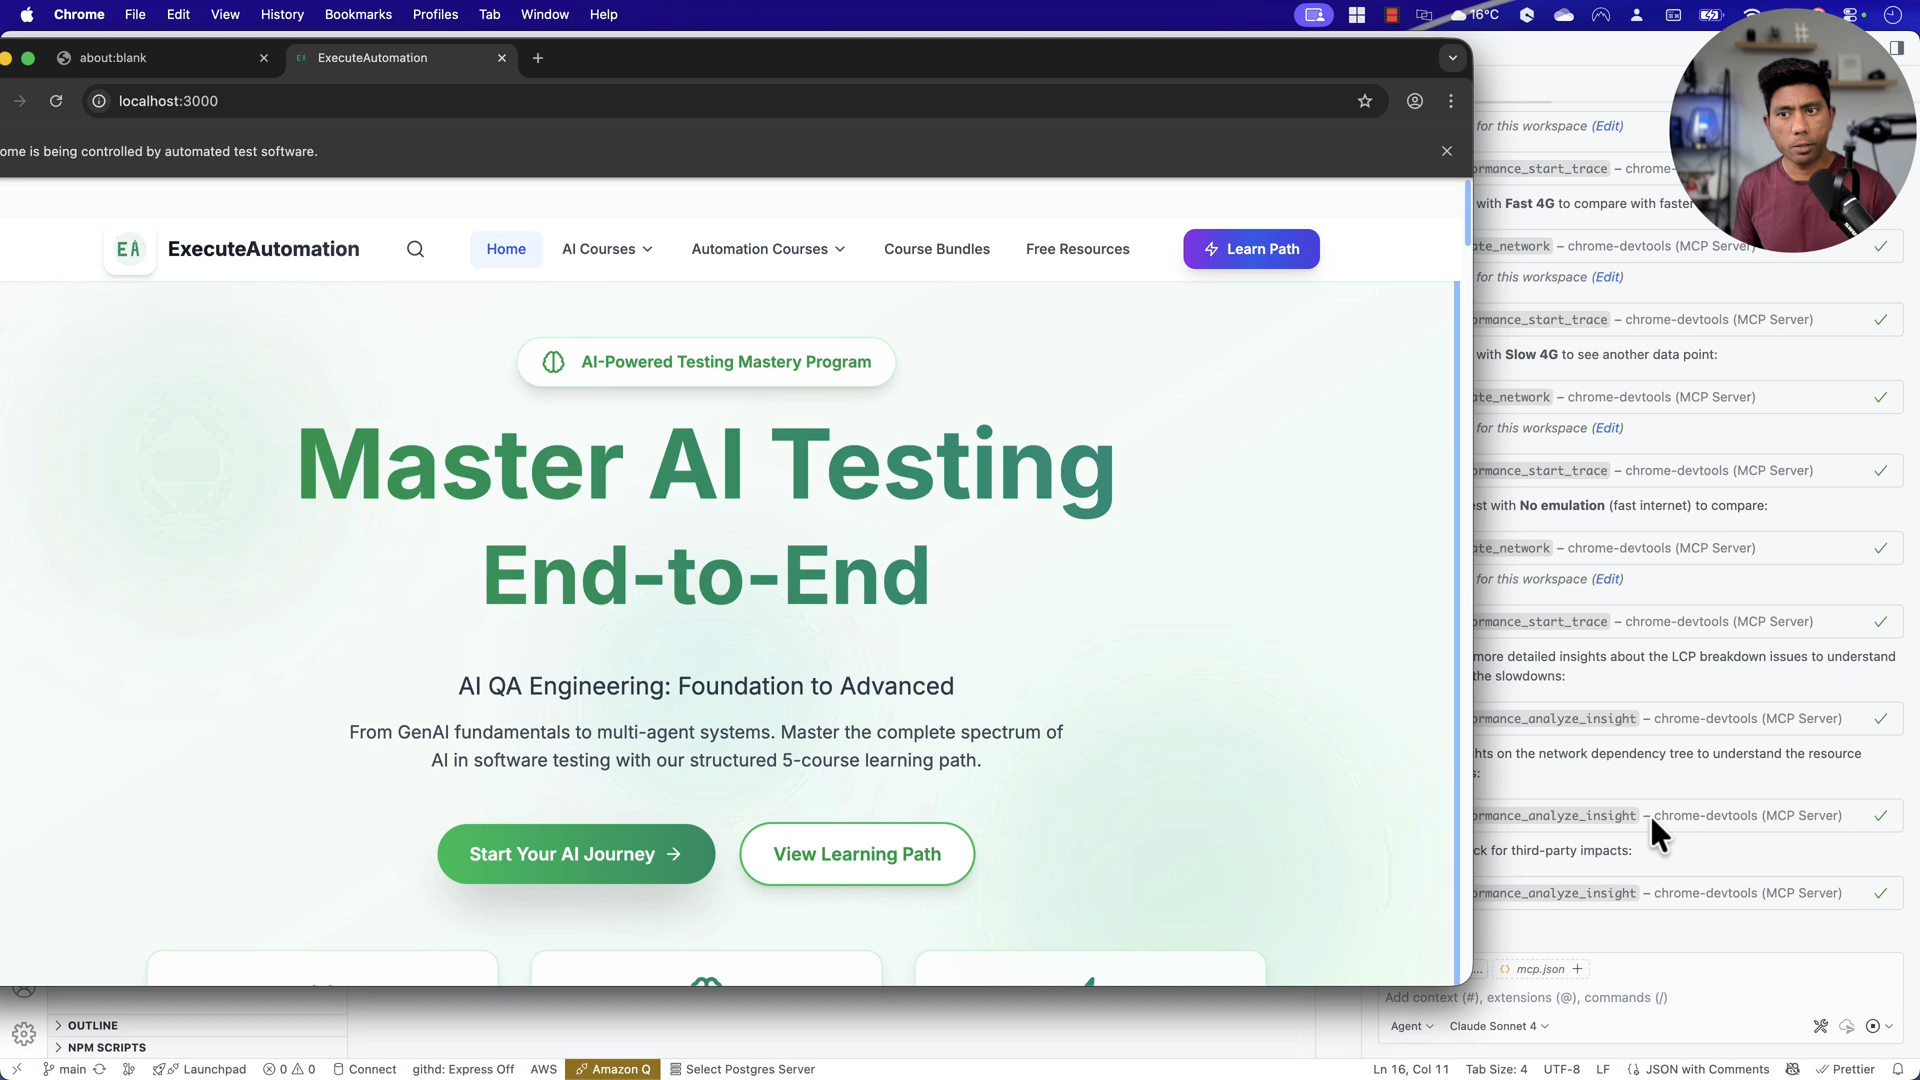 Chrome File Edit View History Bookmarks Profiles Tab Window Help
16°C
about:blank
EA ExecuteAutomation
localhost:3000
ome is being controlled by automated test software.
EA ExecuteAutomation
Home
AI Courses
Automation Courses
Course Bundles
Free Resources
Learn Path
AI-Powered Testing Mastery Program
Master AI Testing
End-to-End
AI QA Engineering: Foundation to Advanced
From GenAI fundamentals to multi-agent systems. Master the complete spectrum of
AI in software testing with our structured 5-course learning path.
Start Your AI Journey →
View Learning Path
for this workspace (Edit)
ormance_start_trace – chrome-
with Fast 4G to compare with faster
ate_network – chrome-devtools (MCP Server)
for this workspace (Edit)
ormance_start_trace – chrome-devtools (MCP Server)
with Slow 4G to see another data point:
ate_network – chrome-devtools (MCP Server)
for this workspace (Edit)
ormance_start_trace – chrome-devtools (MCP Server)
est with No emulation (fast internet) to compare:
ate_network – chrome-devtools (MCP Server)
for this workspace (Edit)
ormance_start_trace – chrome-devtools (MCP Server)
more detailed insights about the LCP breakdown issues to understand
the slowdowns:
ormance_analyze_insight – chrome-devtools (MCP Server)
hts on the network dependency tree to understand the resource
s:
ormance_analyze_insight – chrome-devtools (MCP Server)
ck for third-party impacts:
ormance_analyze_insight – chrome-devtools (MCP Server)
... mcp.json +
Add context (#), extensions (@), commands (/)
Agent Claude Sonnet 4
OUTLINE
NPM SCRIPTS
main Launchpad 0 0 Connect githd: Express Off AWS Amazon Q Select Postgres Server
Ln 16, Col 11 Tab Size: 4 UTF-8 LF {} JSON with Comments Prettier